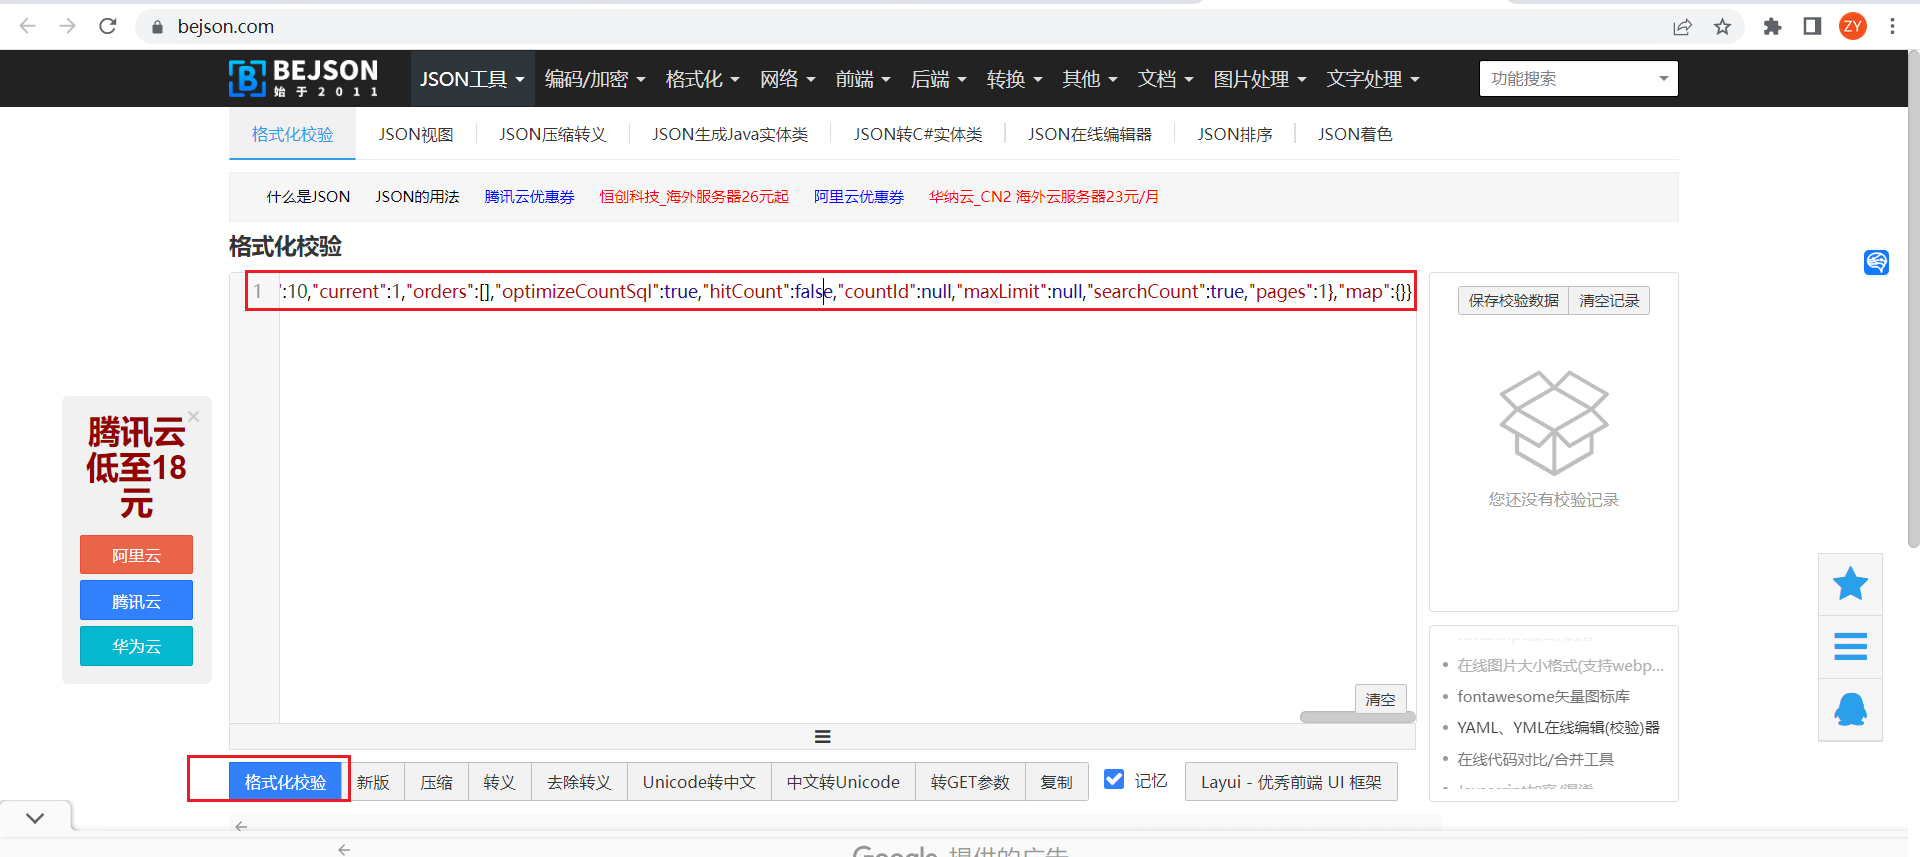 bejson.com
ZY
BEJSON
始于2011
JSON工具 编码/加密 格式化 网络 前端 后端 转换 其他 文档 图片处理 文字处理 功能搜索
格式化校验 JSON视图 JSON压缩转义 JSON生成Java实体类 JSON转C#实体类 JSON在线编辑器 JSON排序 JSON着色
什么是JSON JSON的用法 腾讯云优惠券 恒创科技_海外服务器26元起 阿里云优惠券 华纳云_CN2 海外云服务器23元/月
格式化校验
1 ":10,"current":1,"orders":[],"optimizeCountSql":true,"hitCount":false,"countId":null,"maxLimit":null,"searchCount":true,"pages":1},"map":{}}
保存校验数据 清空记录
您还没有校验记录
腾讯云
低至18
元
阿里云
腾讯云
华为云
在线图片大小格式(支持webp...
fontawesome矢量图标库
YAML、YML在线编辑(校验)器
在线代码对比/合并工具
清空
格式化校验 新版 压缩 转义 去除转义 Unicode转中文 中文转Unicode 转GET参数 复制 记忆 Layui - 优秀前端 UI 框架
Google 提供的广告